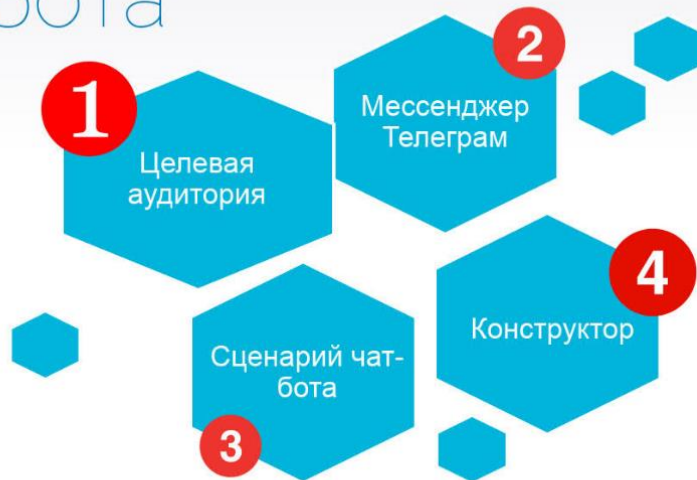 бота
1
Целевая
аудитория
2
Мессенджер
Телеграм
3
Сценарий чат-
бота
4
Конструктор